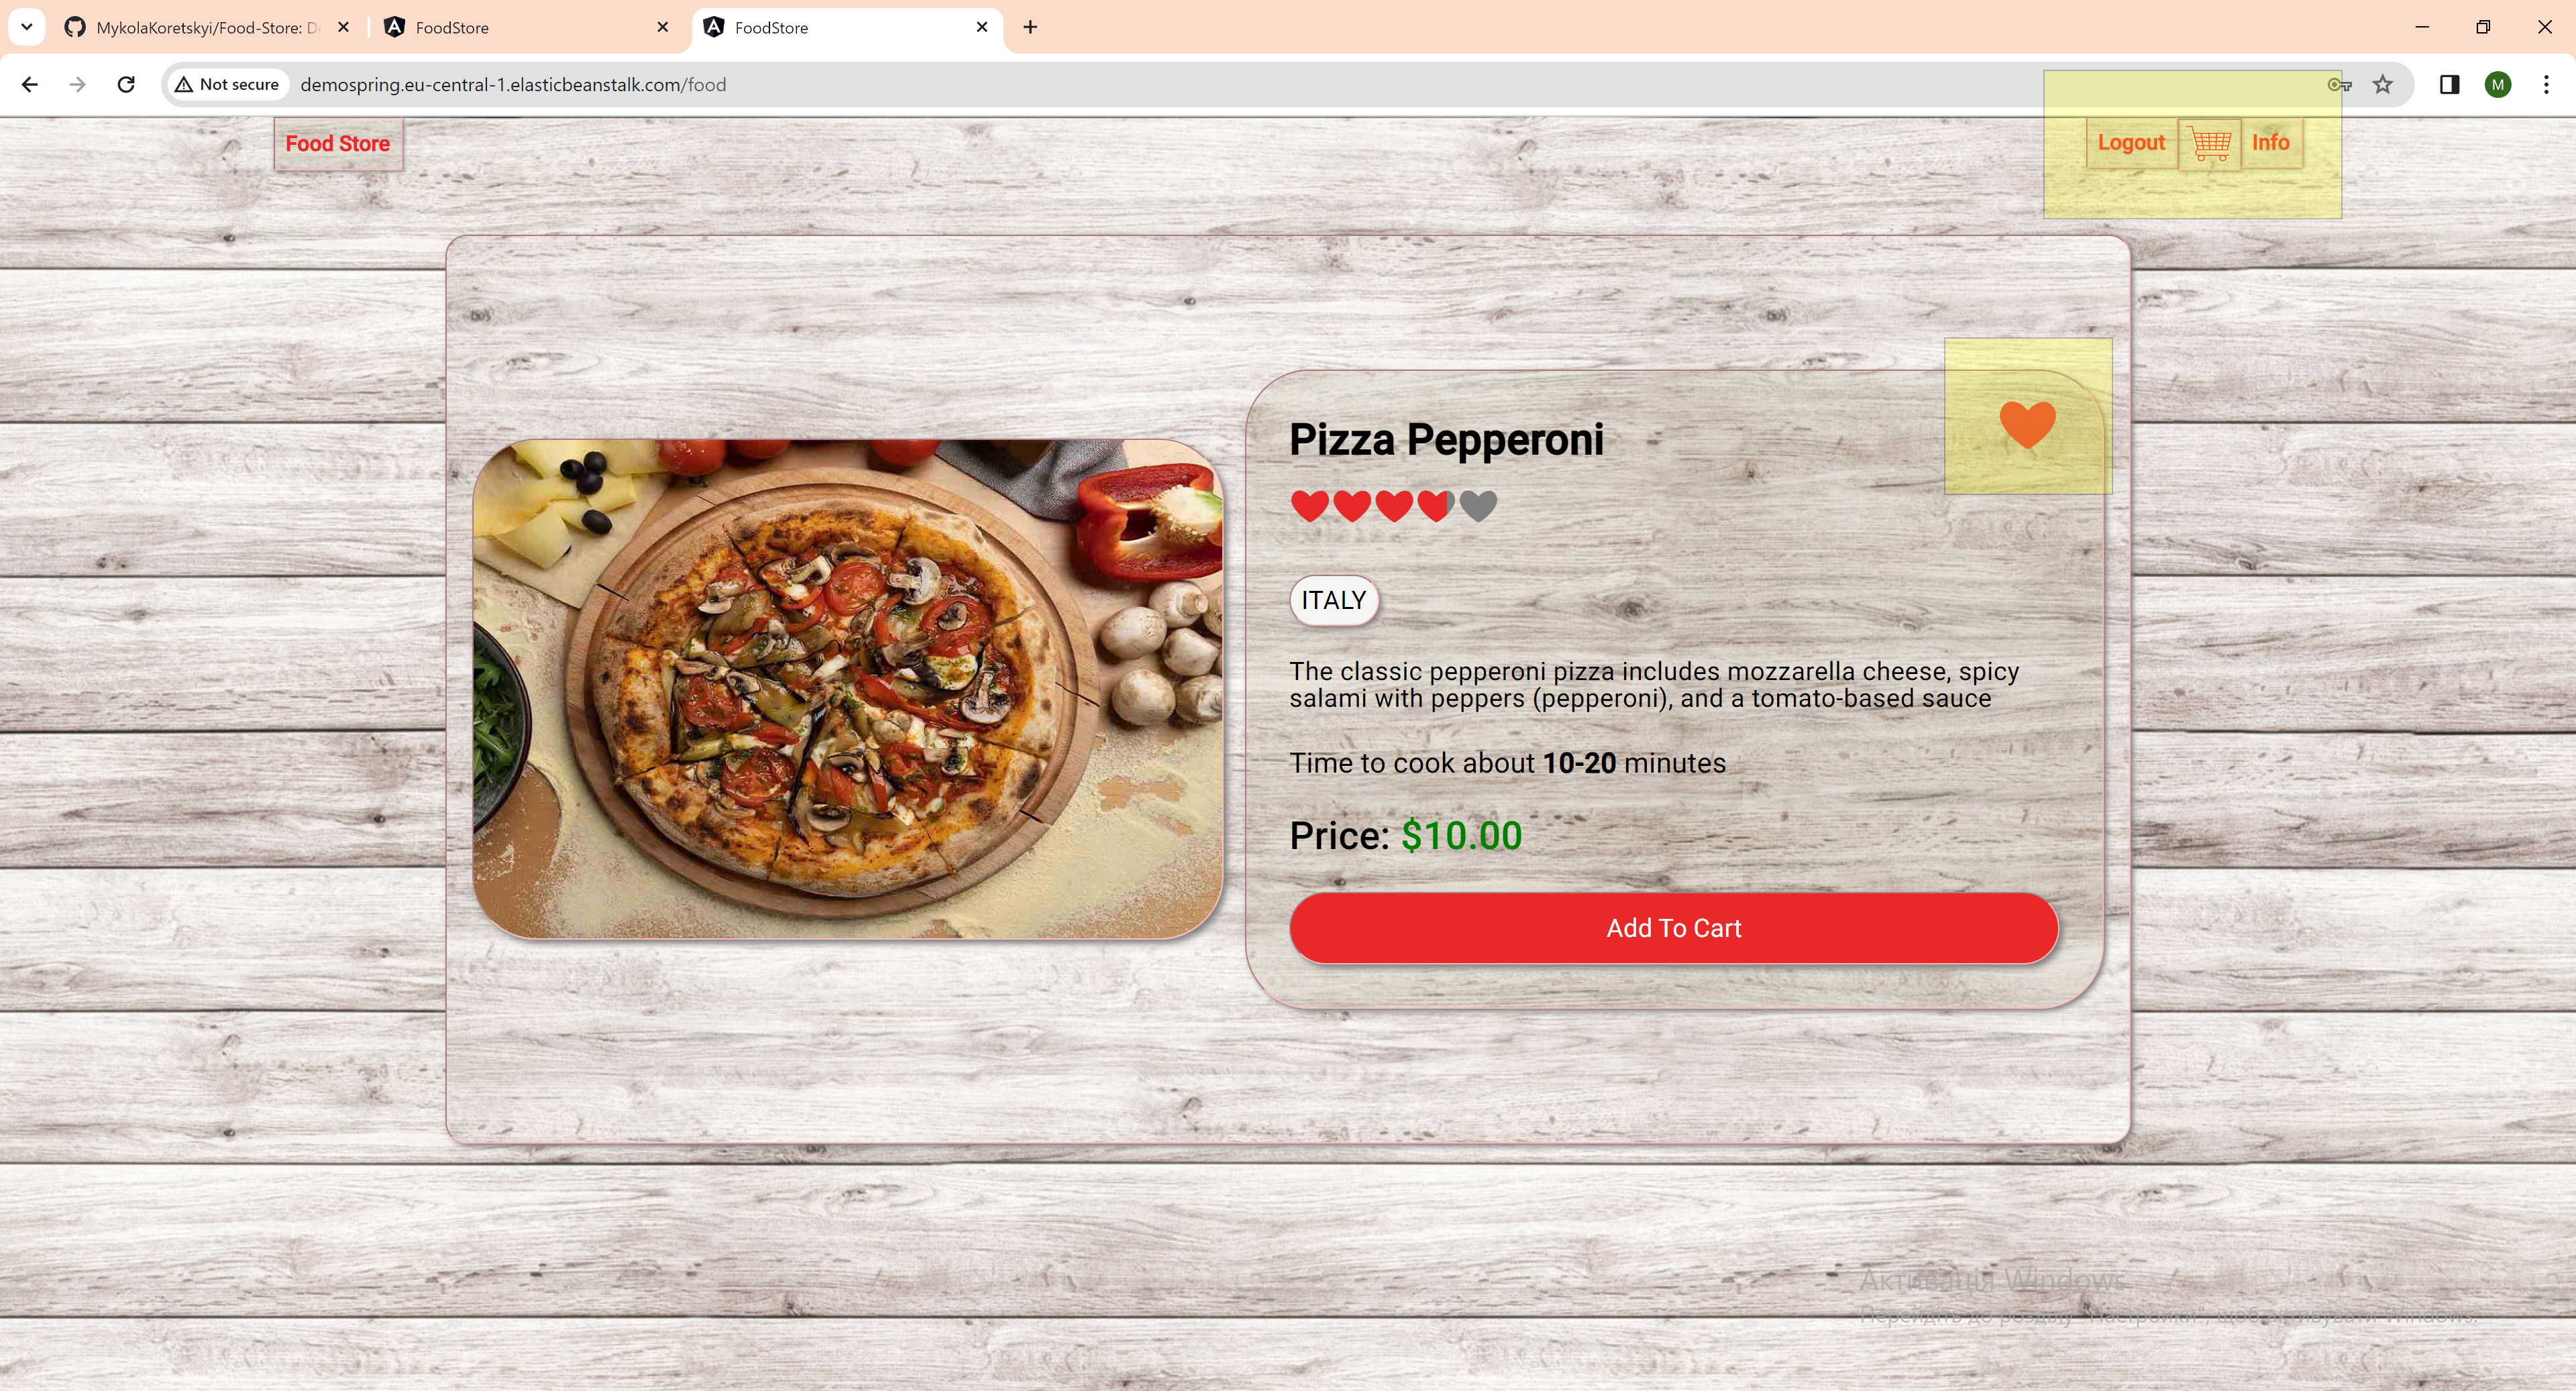 MykolaKoretskyi/Food-Store: D
FoodStore
FoodStore
Not secure
demospring.eu-central-1.elasticbeanstalk.com/food
M
Food Store
Logout
Info
Pizza Pepperoni
ITALY
The classic pepperoni pizza includes mozzarella cheese, spicy
salami with peppers (pepperoni), and a tomato-based sauce
Time to cook about 10-20 minutes
Price: $10.00
Add To Cart
Активація Windows
Перейдіть до розділу "Настройки", щоб активувати Windows.